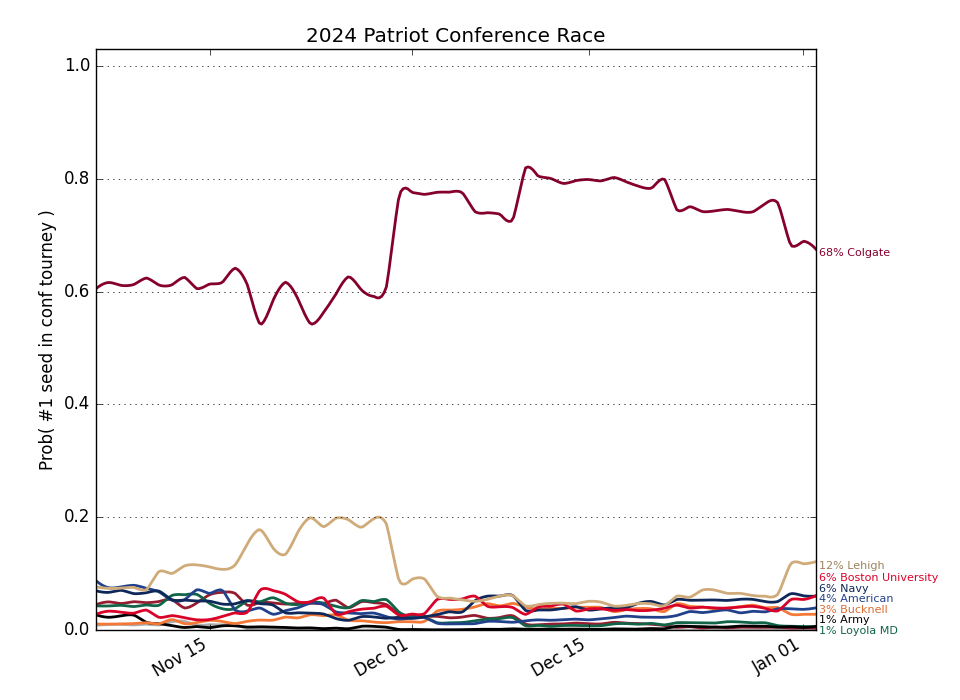 2024 Patriot Conference Race
Prob( #1 seed in conf tourney )
1.0
0.8
0.6
0.4
0.2
0.0
Nov 15
Dec 01
Dec 15
Jan 01
68% Colgate
12% Lehigh
6% Boston University
6% Navy
4% American
3% Bucknell
1% Army
1% Loyola MD